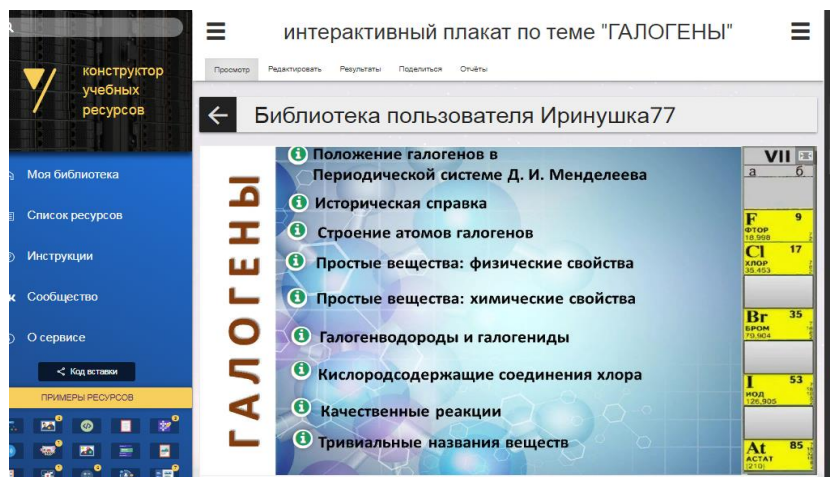 интерактивный плакат по теме "ГАЛОГЕНЫ"
конструктор
учебных
ресурсов
Просмотр Редактировать Результаты Поделиться Отчёты
Библиотека пользователя Иринушка77
Моя библиотека
Список ресурсов
Инструкции
Сообщество
О сервисе
Код вставки
ПРИМЕРЫ РЕСУРСОВ
ГАЛОГЕНЫ
Положение галогенов в
Периодической системе Д. И. Менделеева
Историческая справка
Строение атомов галогенов
Простые вещества: физические свойства
Простые вещества: химические свойства
Галогенводороды и галогениды
Кислородсодержащие соединения хлора
Качественные реакции
Тривиальные названия веществ
VII
а б
F 9
ФТОР
18,998
Cl 17
ХЛОР
35,453
Br 35
БРОМ
79,904
I 53
ИОД
126,905
At 85
АСТАТ
[210]